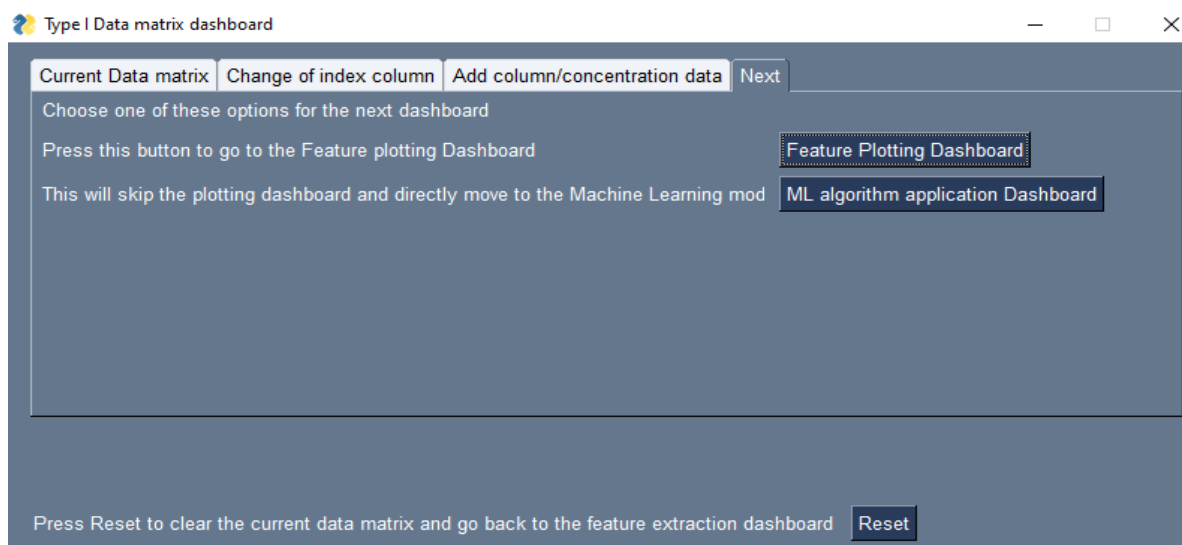 Type I Data matrix dashboard
Current Data matrix Change of index column Add column/concentration data Next
Choose one of these options for the next dashboard
Press this button to go to the Feature plotting Dashboard Feature Plotting Dashboard
This will skip the plotting dashboard and directly move to the Machine Learning mod ML algorithm application Dashboard
Press Reset to clear the current data matrix and go back to the feature extraction dashboard Reset